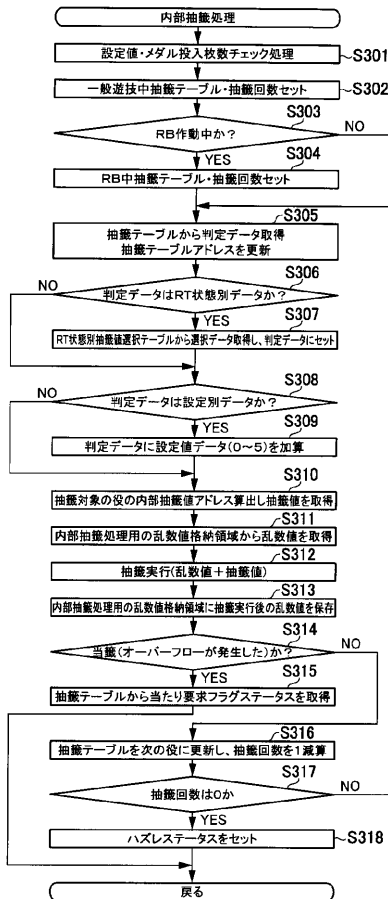 内部抽籤処理
設定値・メダル投入枚数チェック処理
S301
一般遊技中抽籤テーブル・抽籤回数セット
S302
S303
RB作動中か?
NO
YES
S304
RB中抽籤テーブル・抽籤回数セット
S305
抽籤テーブルから判定データ取得
抽籤テーブルアドレスを更新
S306
NO
判定データはRT状態別データか?
YES
S307
RT状態別抽籤値選択テーブルから選択データ取得し、判定データにセット
S308
NO
判定データは設定別データか?
YES
S309
判定データに設定値データ(0~5)を加算
S310
抽籤対象の役の内部抽籤値アドレス算出し抽籤値を取得
S311
内部抽籤処理用の乱数値格納領域から乱数値を取得
S312
抽籤実行(乱数値+抽籤値)
S313
内部抽籤処理用の乱数値格納領域に抽籤実行後の乱数値を保存
S314
当籤(オーバーフローが発生した)か?
NO
YES
S315
抽籤テーブルから当たり要求フラグステータスを取得
S316
抽籤テーブルを次の役に更新し、抽籤回数を1減算
S317
抽籤回数は0か
NO
YES
ハズレステータスをセット
S318
戻る